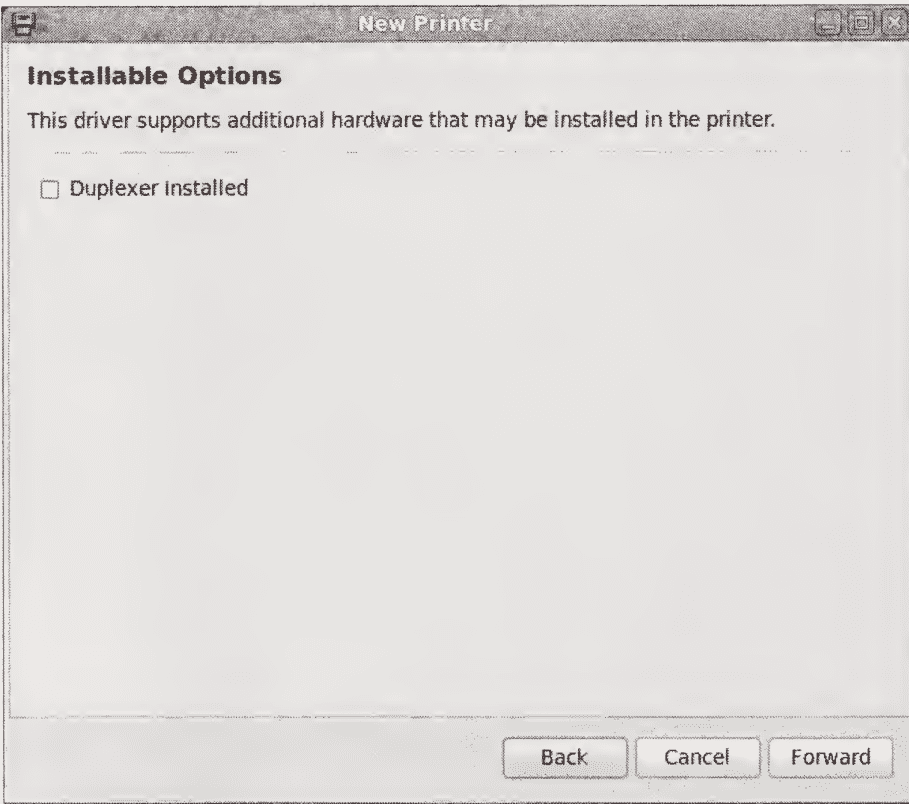 New Printer
Installable Options
This driver supports additional hardware that may be installed in the printer.
Duplexer Installed
Back
Cancel
Forward